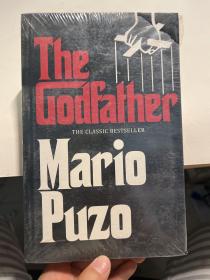 The
Godfather
THE CLASSIC BESTSELLER
Mario
Puzo